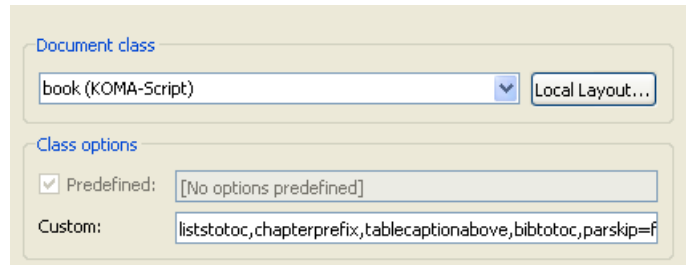 Document class
book (KOMA-Script)
Local Layout...
Class options
Predefined:
[No options predefined]
Custom:
liststotoc,chapterprefix,tablecaptionabove,bibtotoc,parskip=f